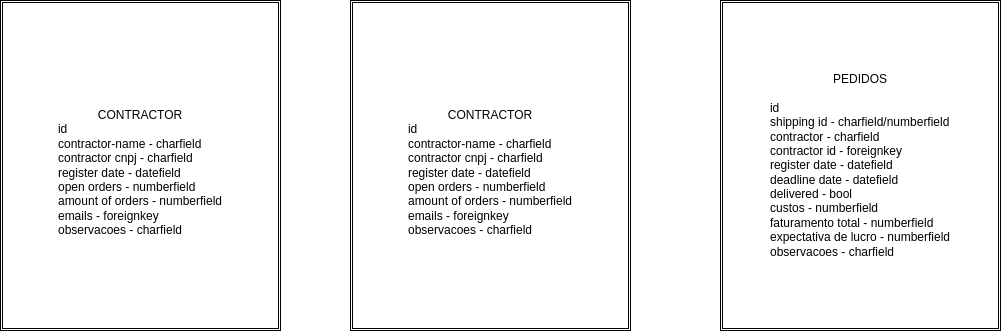 CONTRACTOR
id
contractor-name - charfield
contractor cnpj - charfield
register date - datefield
open orders - numberfield
amount of orders - numberfield
emails - foreignkey
observacoes - charfield
CONTRACTOR
id
contractor-name - charfield
contractor cnpj - charfield
register date - datefield
open orders - numberfield
amount of orders - numberfield
emails - foreignkey
observacoes - charfield
PEDIDOS
id
shipping id - charfield/numberfield
contractor - charfield
contractor id - foreignkey
register date - datefield
deadline date - datefield
delivered - bool
custos - numberfield
faturamento total - numberfield
expectativa de lucro - numberfield
observacoes - charfield